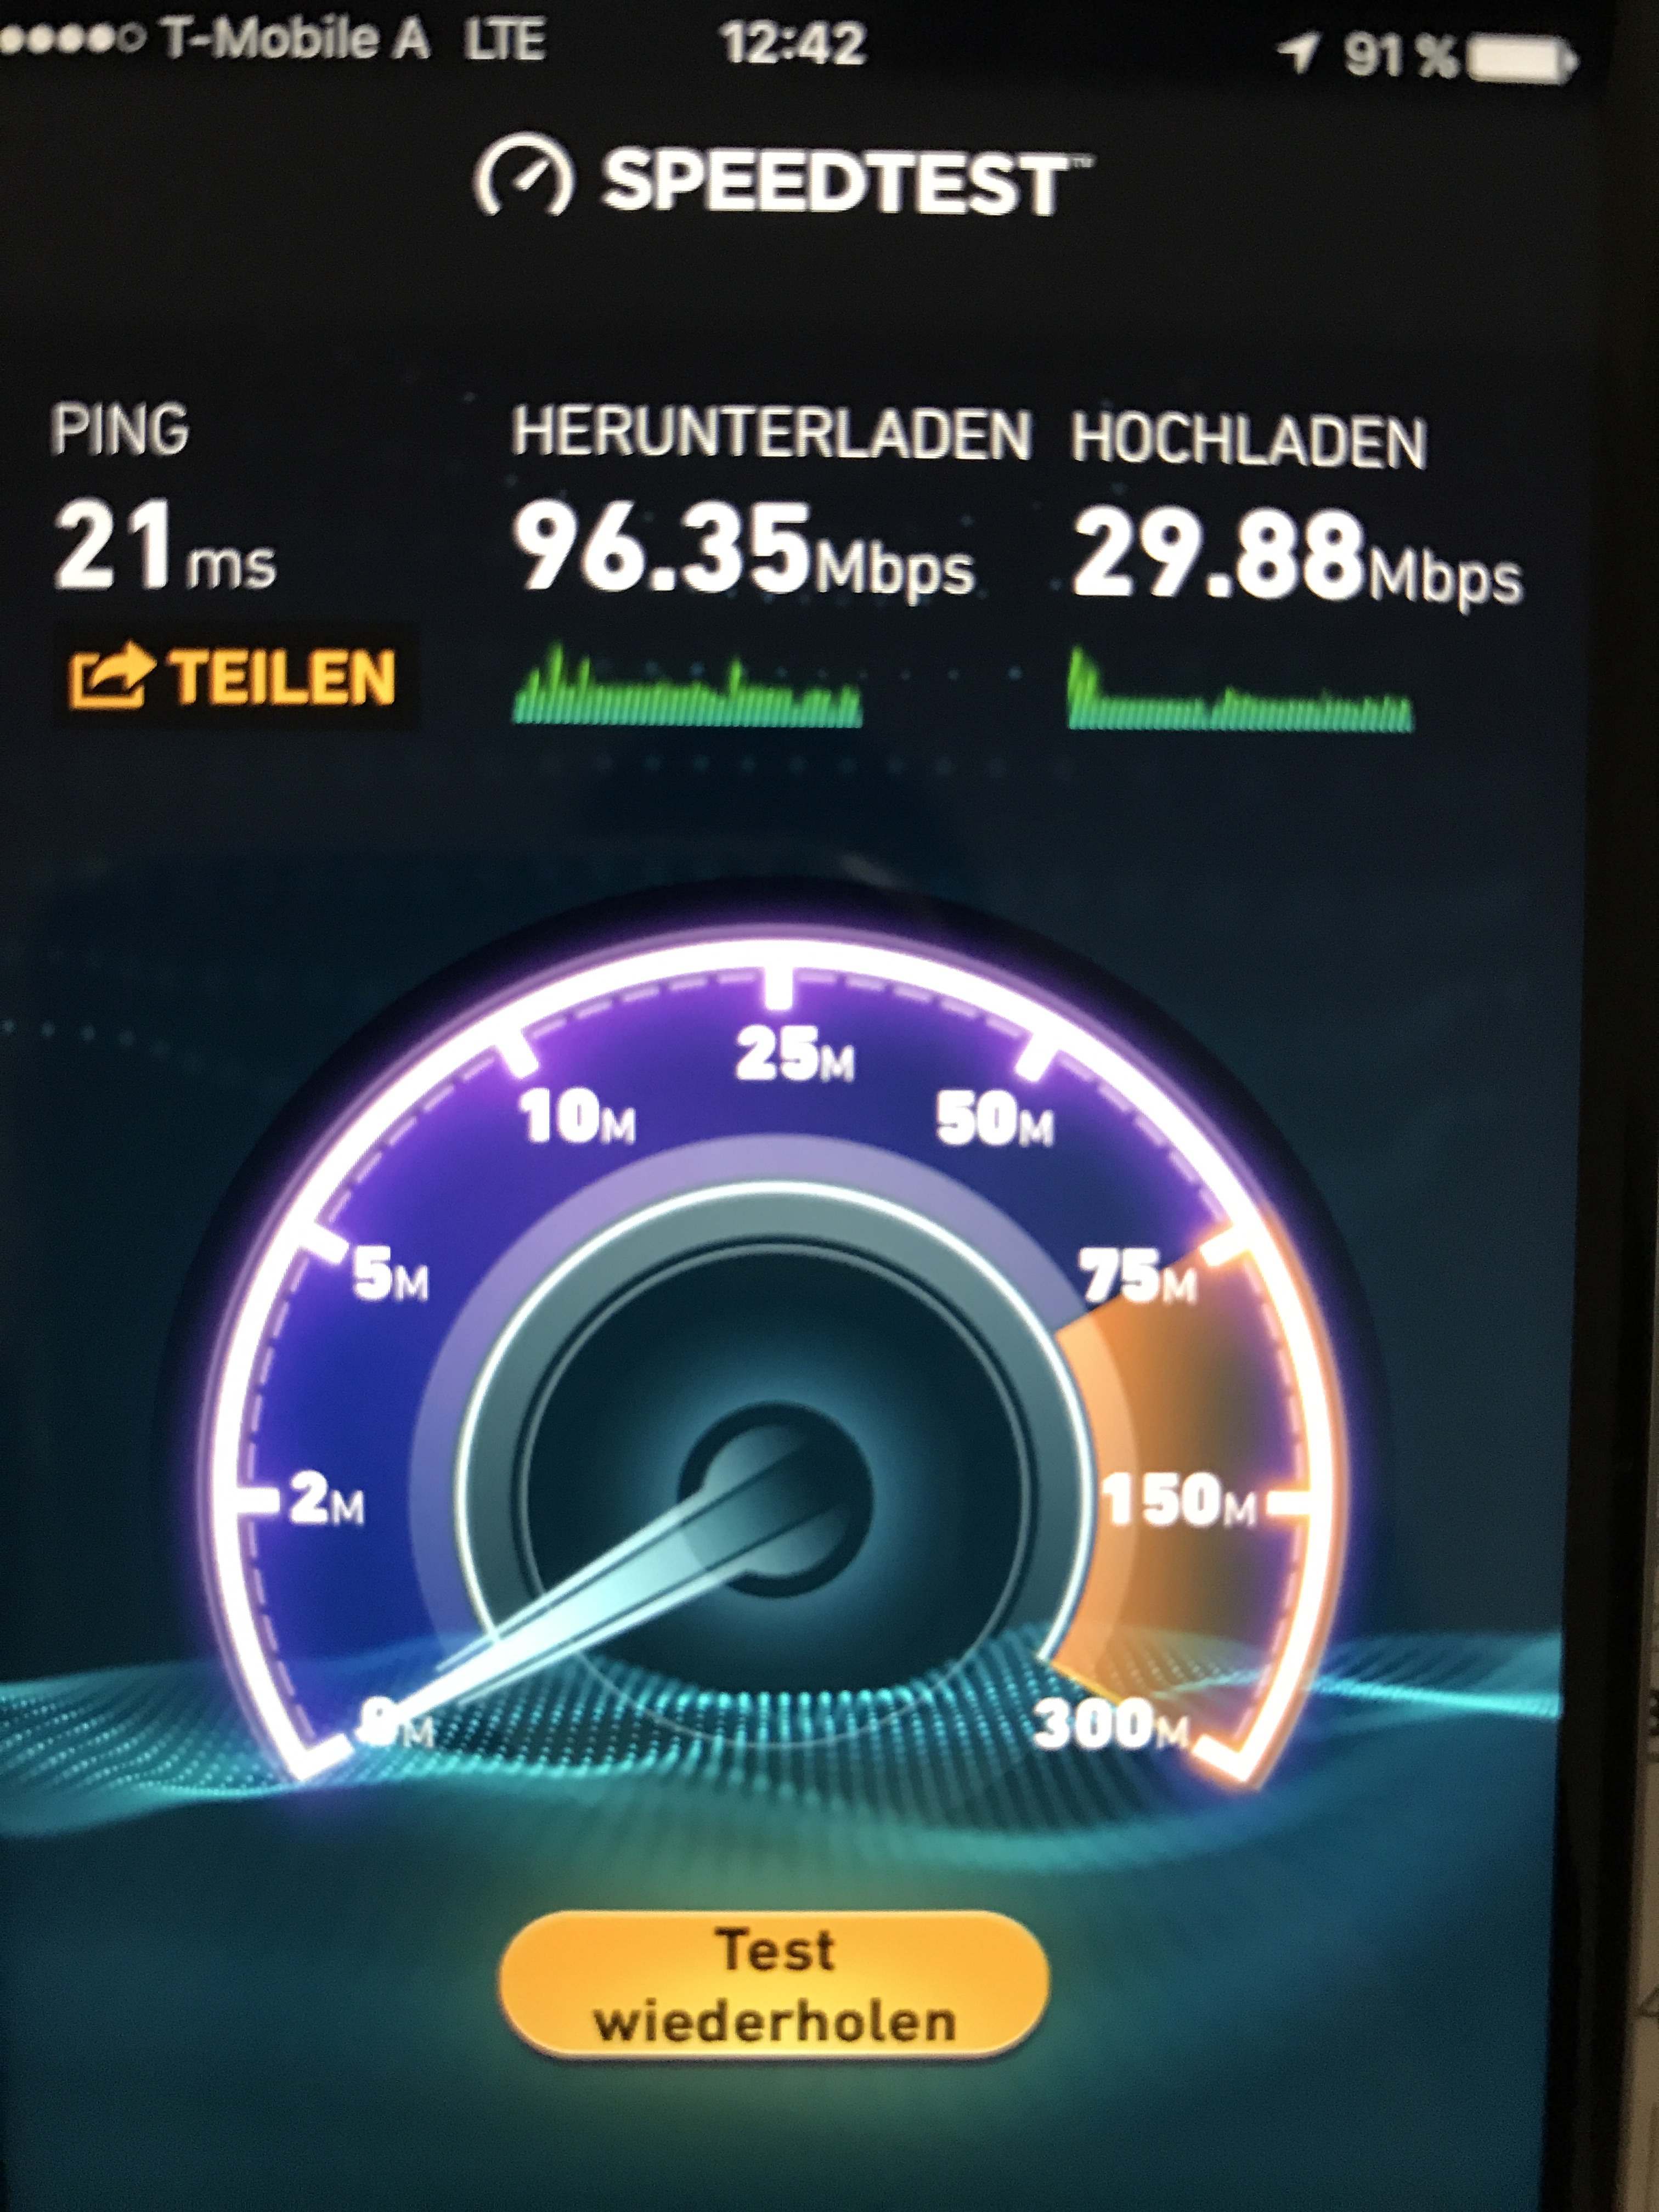 T-Mobile A LTE 12:42 91 %
SPEEDTEST™
PING HERUNTERLADEN HOCHLADEN
21 ms 96.35 Mbps 29.88 Mbps
TEILEN
25M
10M 50M
5M 75M
2M 150M
0M 300M
Test
wiederholen